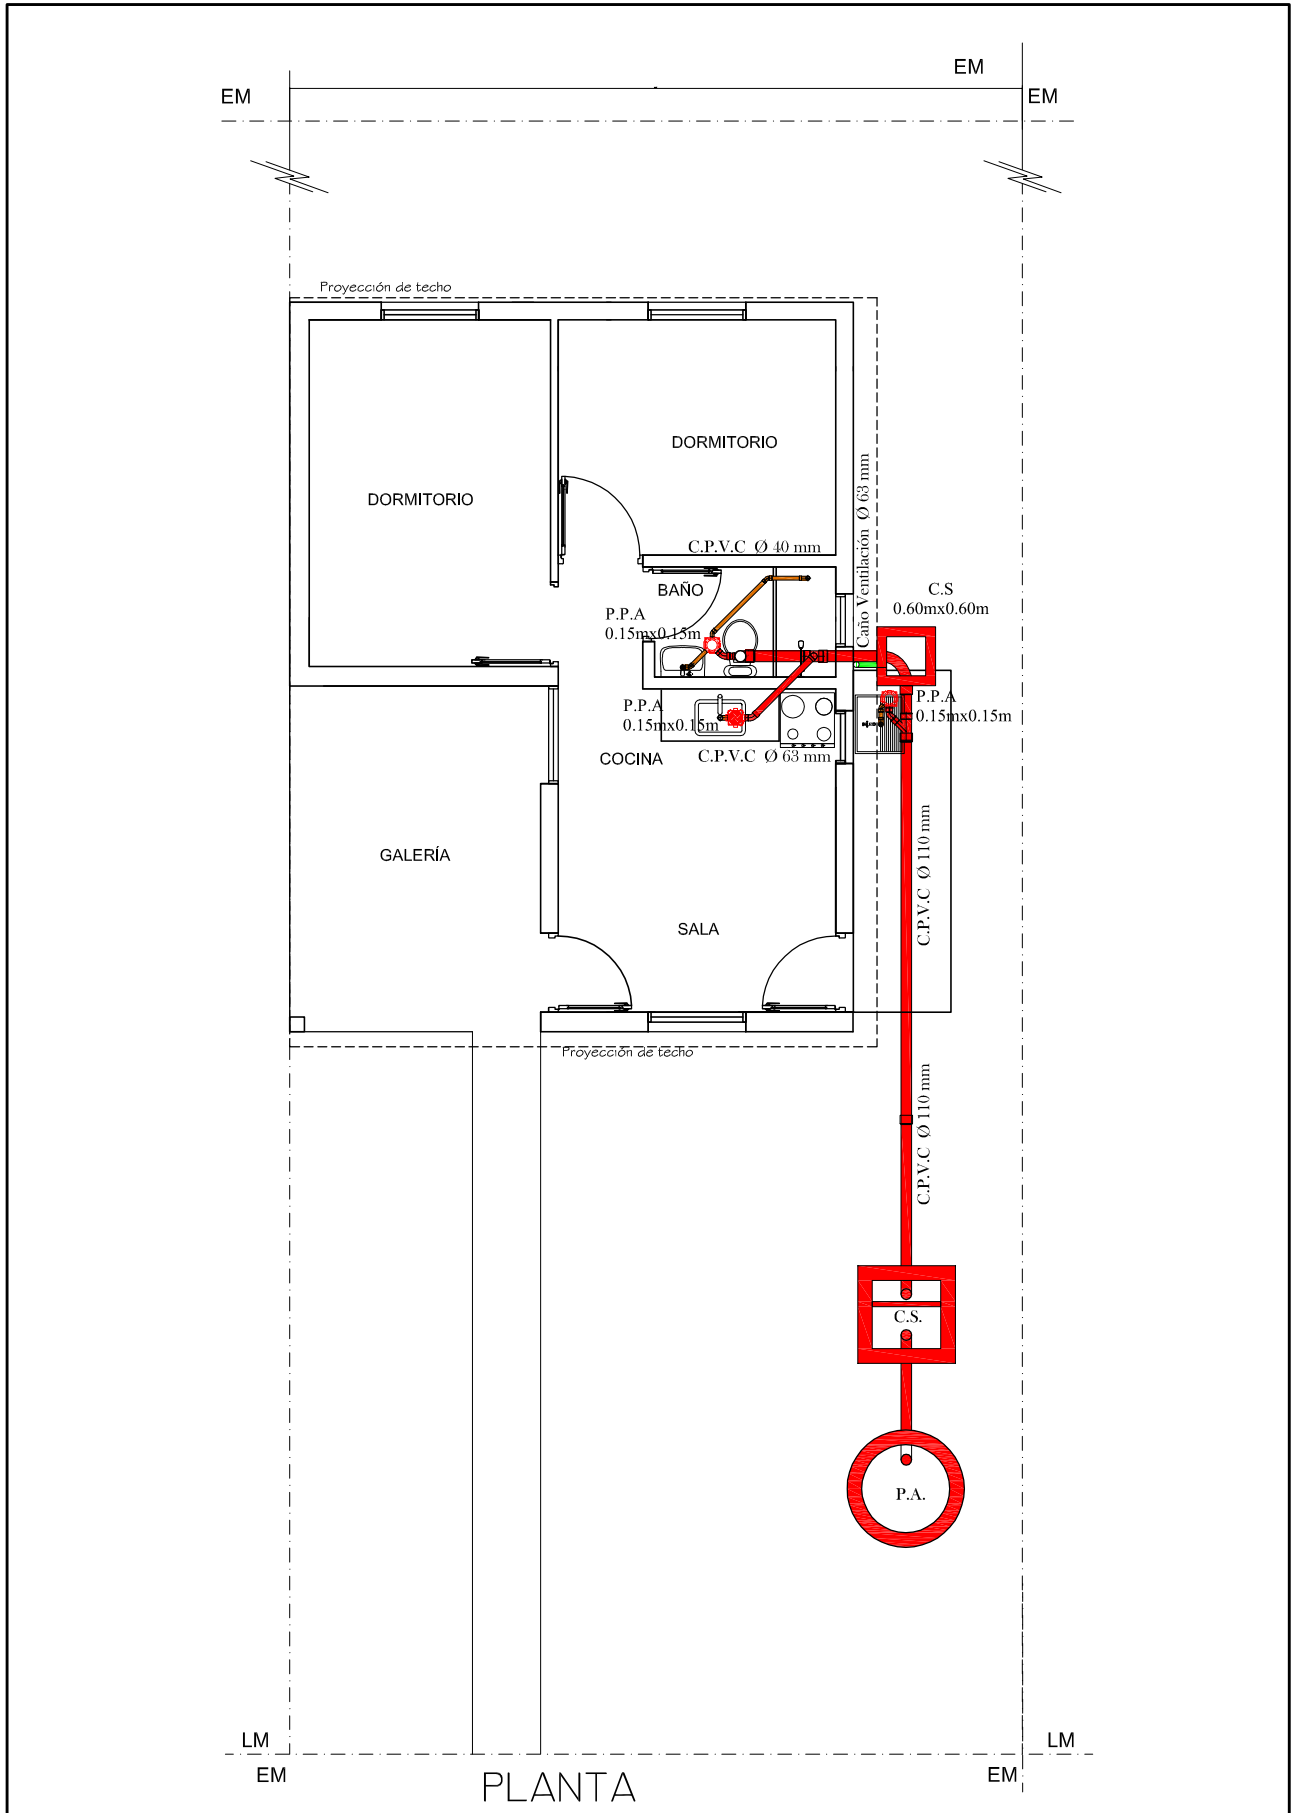 EM
EM
EM
Proyección de techo
DORMITORIO
DORMITORIO
Caño Ventilación Ø 63 mm
C.P.V.C Ø 40 mm
BAÑO
C.S
0.60mx0.60m
P.P.A
0.15mx0.15m
P.P.A
0.15mx0.15m
P.P.A
0.15mx0.15m
COCINA
C.P.V.C Ø 63 mm
GALERÍA
C.P.V.C Ø 110 mm
SALA
Proyección de techo
C.P.V.C Ø 110 mm
C.S.
P.A.
LM
LM
EM
EM
PLANTA